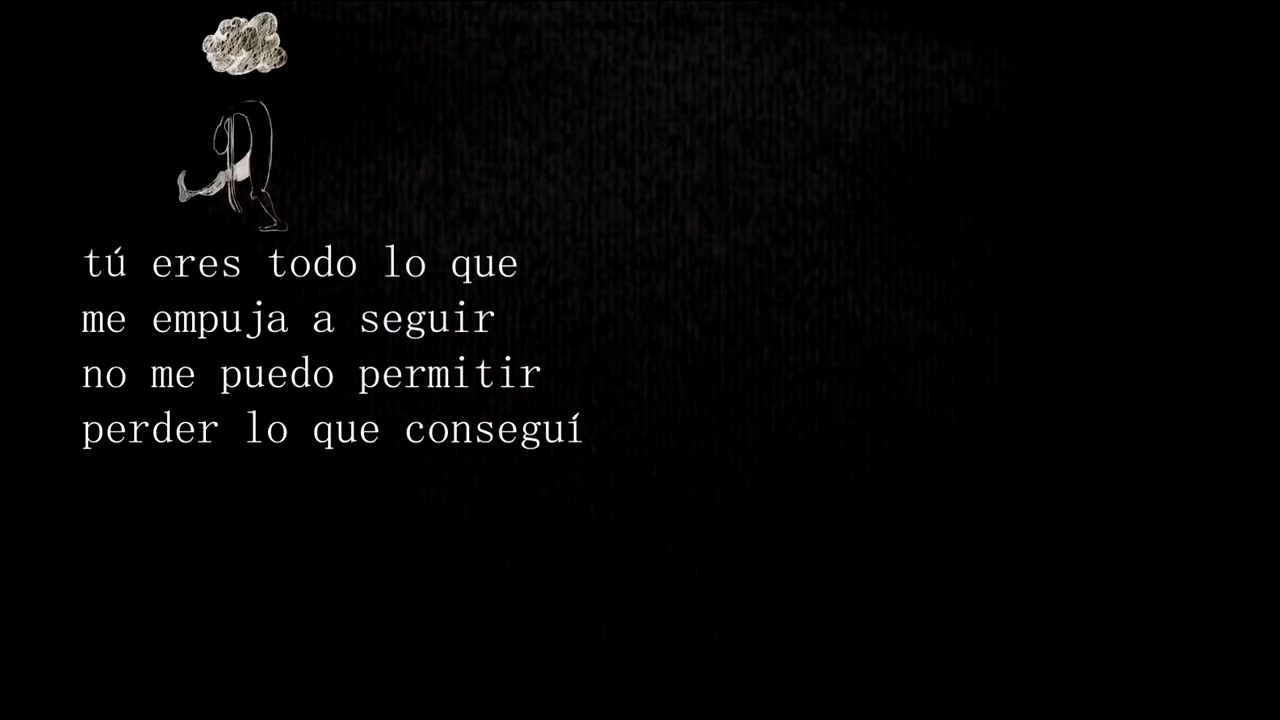 tú eres todo lo que
me empuja a seguir
no me puedo permitir
perder lo que conseguí